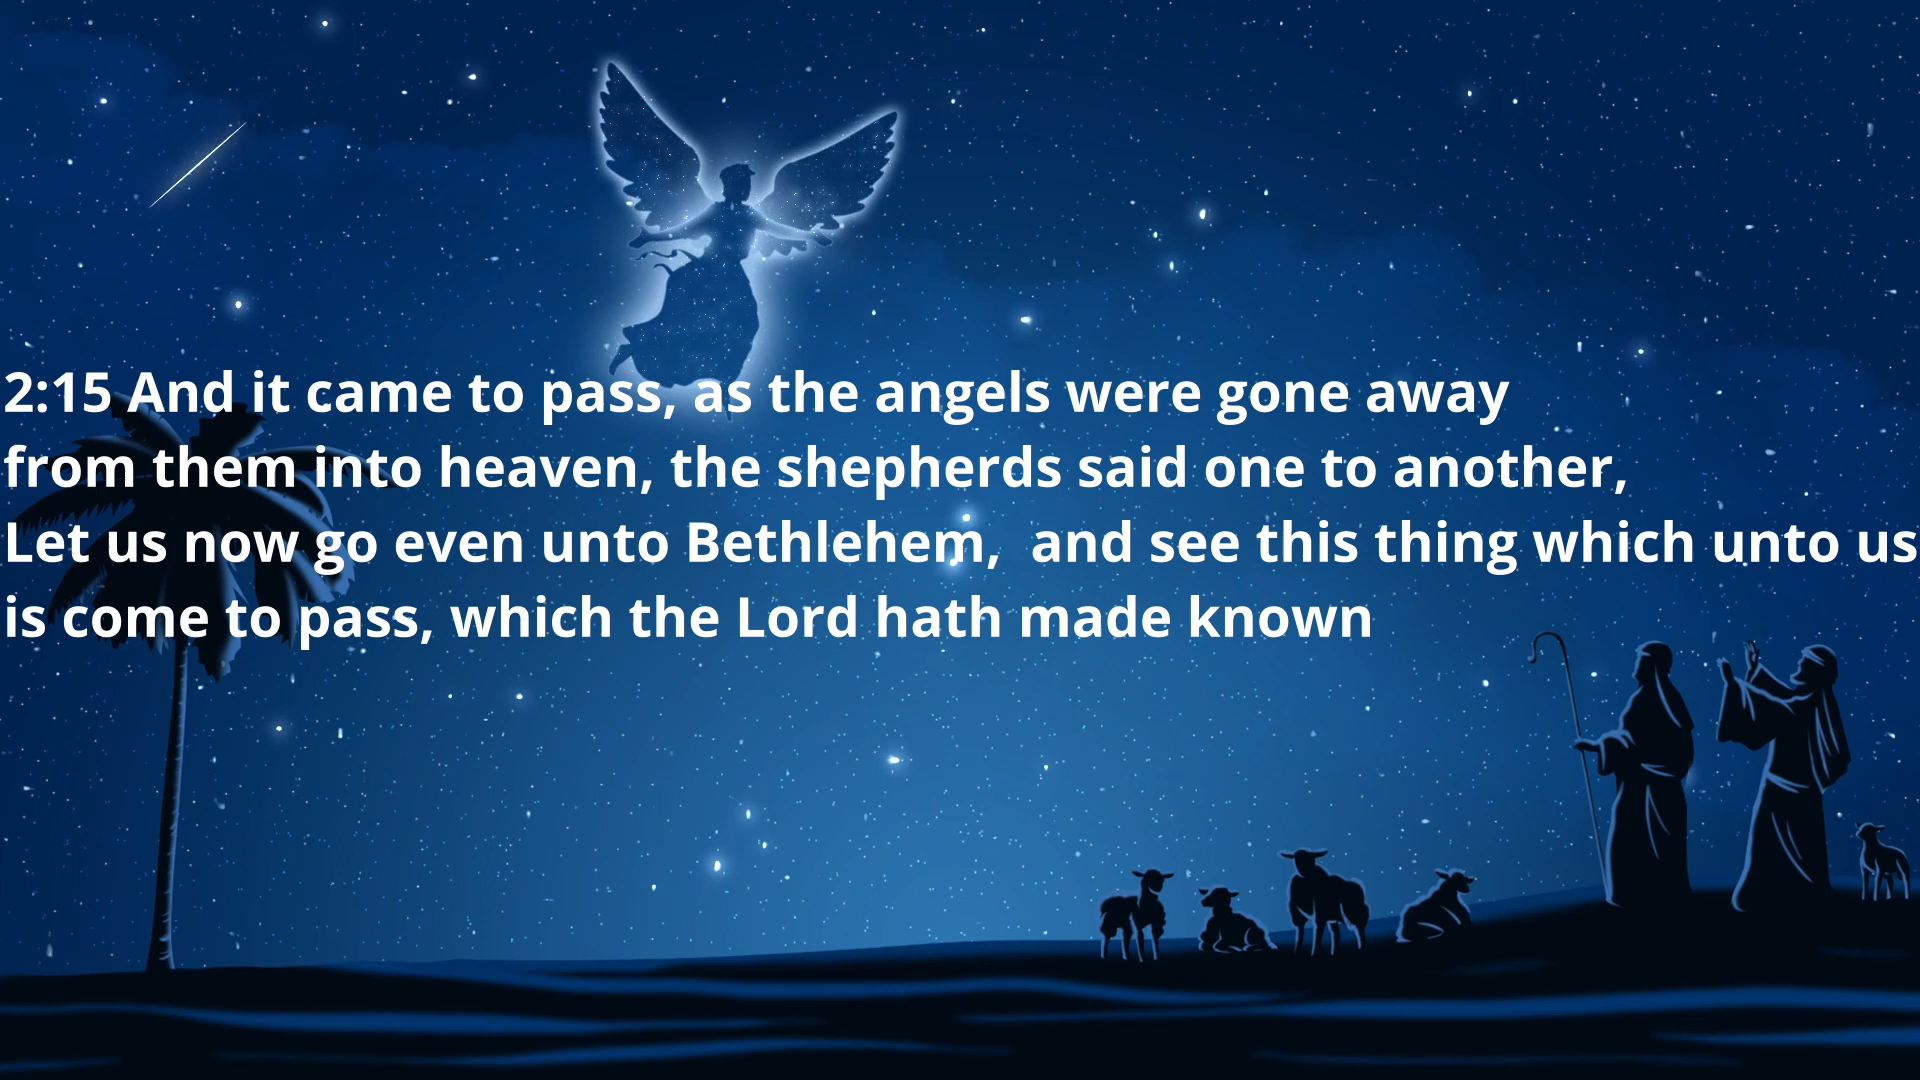 2:15 And it came to pass, as the angels were gone away
from them into heaven, the shepherds said one to another,
Let us now go even unto Bethlehem,  and see this thing which unto us
is come to pass, which the Lord hath made known